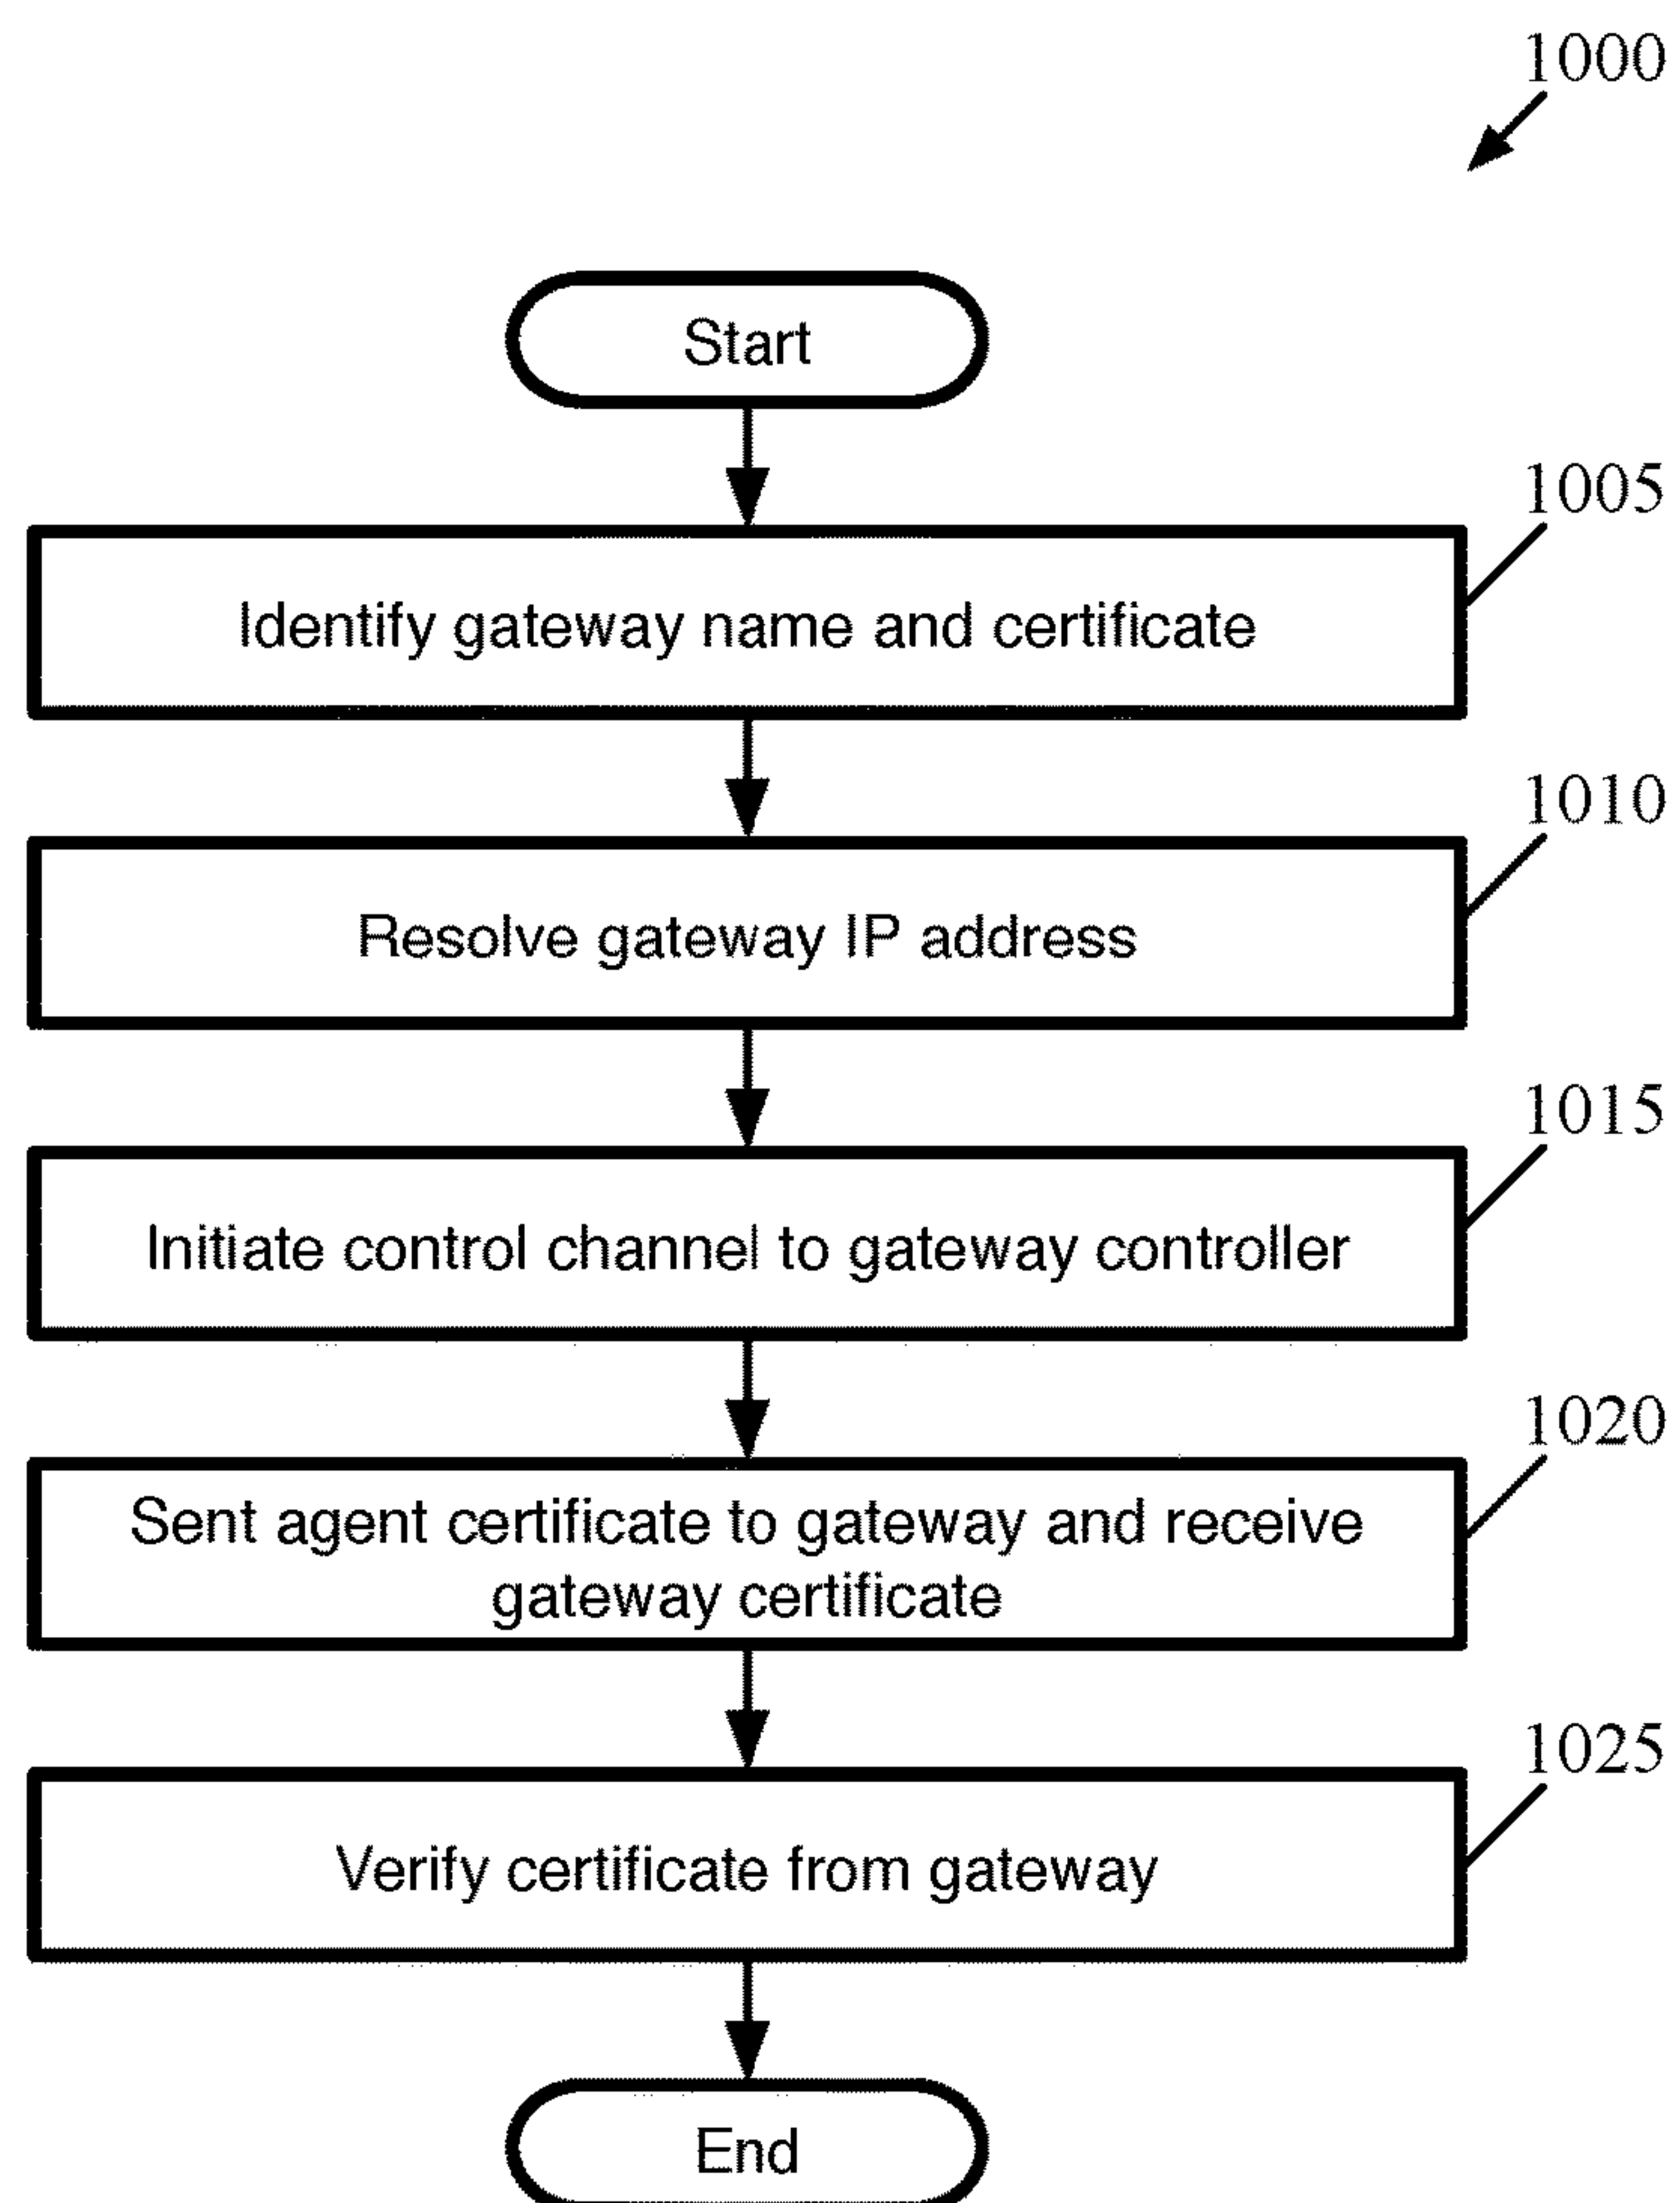 1000
Start
1005
Identify gateway name and certificate
1010
Resolve gateway IP address
1015
Initiate control channel to gateway controller
1020
Sent agent certificate to gateway and receive
gateway certificate
1025
Verify certificate from gateway
End